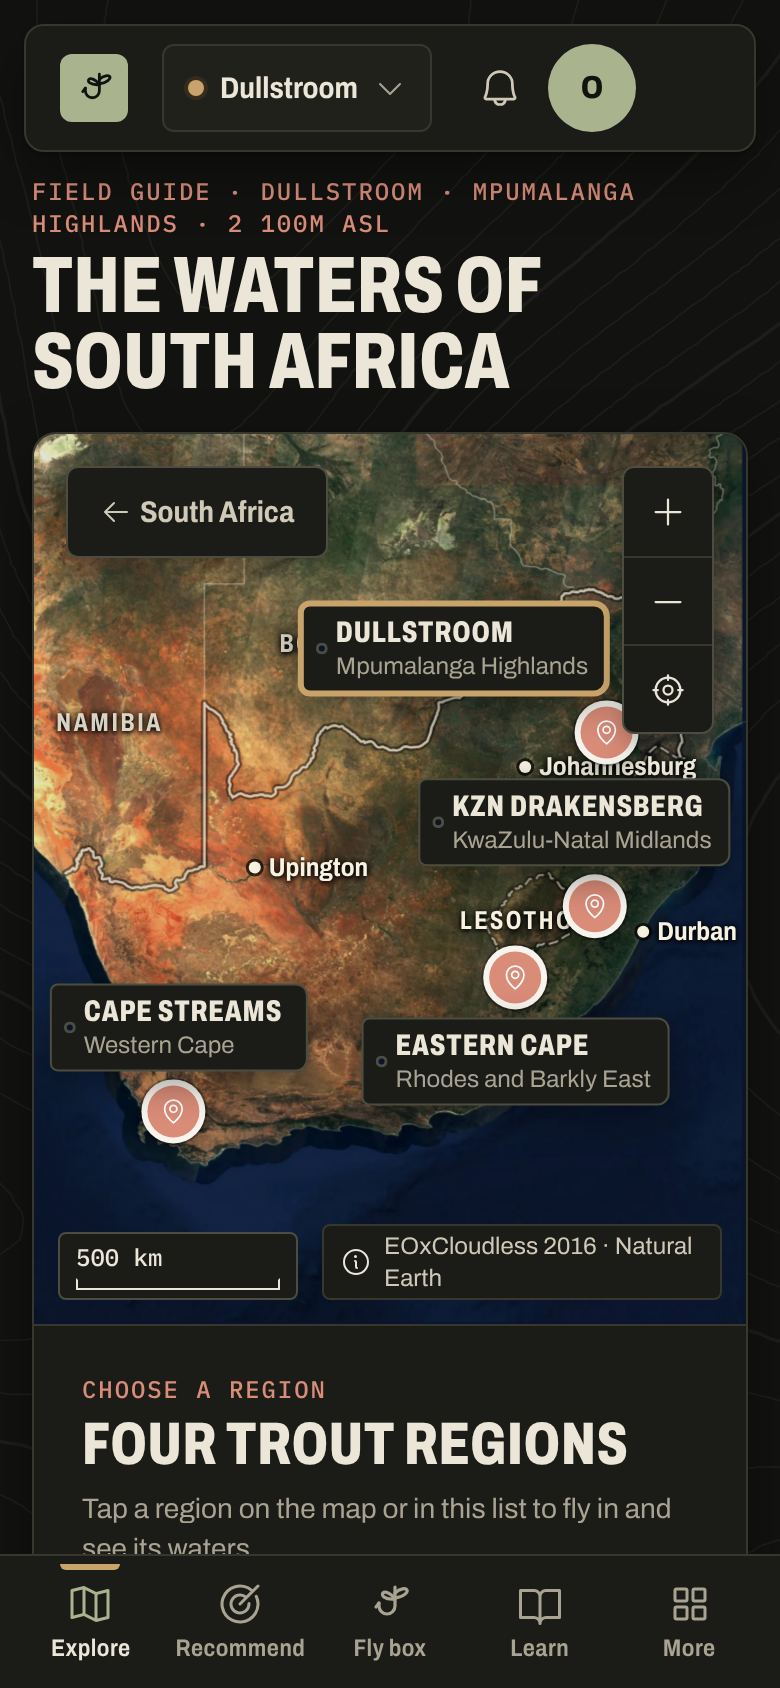 Dullstroom
O
FIELD GUIDE · DULLSTROOM · MPUMALANGA
HIGHLANDS · 2 100M ASL
THE WATERS OF
SOUTH AFRICA
← South Africa
DULLSTROOM
Mpumalanga Highlands
B
NAMIBIA
Johannesburg
KZN DRAKENSBERG
KwaZulu-Natal Midlands
Upington
LESOTHO
Durban
CAPE STREAMS
Western Cape
EASTERN CAPE
Rhodes and Barkly East
500 km
EOxCloudless 2016 · Natural
Earth
CHOOSE A REGION
FOUR TROUT REGIONS
Tap a region on the map or in this list to fly in and
see its waters
Explore
Recommend
Fly box
Learn
More